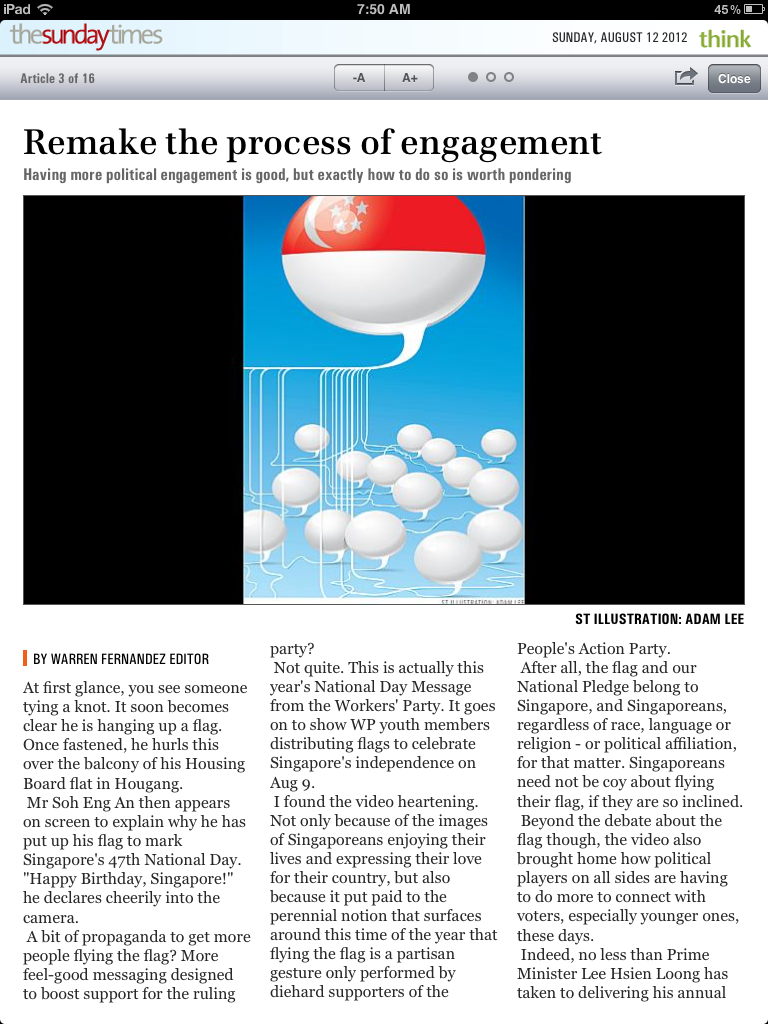 iPad
7:50 AM
45%
thesundaytimes
SUNDAY, AUGUST 12 2012
think
Article 3 of 16
-A
A+
Close
Remake the process of engagement
Having more political engagement is good, but exactly how to do so is worth pondering
ST ILLUSTRATION: ADAM LEE
ST ILLUSTRATION: ADAM LEE
BY WARREN FERNANDEZ EDITOR
At first glance, you see someone
tying a knot. It soon becomes
clear he is hanging up a flag.
Once fastened, he hurls this
over the balcony of his Housing
Board flat in Hougang.
Mr Soh Eng An then appears
on screen to explain why he has
put up his flag to mark
Singapore's 47th National Day.
"Happy Birthday, Singapore!"
he declares cheerily into the
camera.
A bit of propaganda to get more
people flying the flag? More
feel-good messaging designed
to boost support for the ruling
party?
Not quite. This is actually this
year's National Day Message
from the Workers' Party. It goes
on to show WP youth members
distributing flags to celebrate
Singapore's independence on
Aug 9.
I found the video heartening.
Not only because of the images
of Singaporeans enjoying their
lives and expressing their love
for their country, but also
because it put paid to the
perennial notion that surfaces
around this time of the year that
flying the flag is a partisan
gesture only performed by
diehard supporters of the
People's Action Party.
After all, the flag and our
National Pledge belong to
Singapore, and Singaporeans,
regardless of race, language or
religion - or political affiliation,
for that matter. Singaporeans
need not be coy about flying
their flag, if they are so inclined.
Beyond the debate about the
flag though, the video also
brought home how political
players on all sides are having
to do more to connect with
voters, especially younger ones,
these days.
Indeed, no less than Prime
Minister Lee Hsien Loong has
taken to delivering his annual